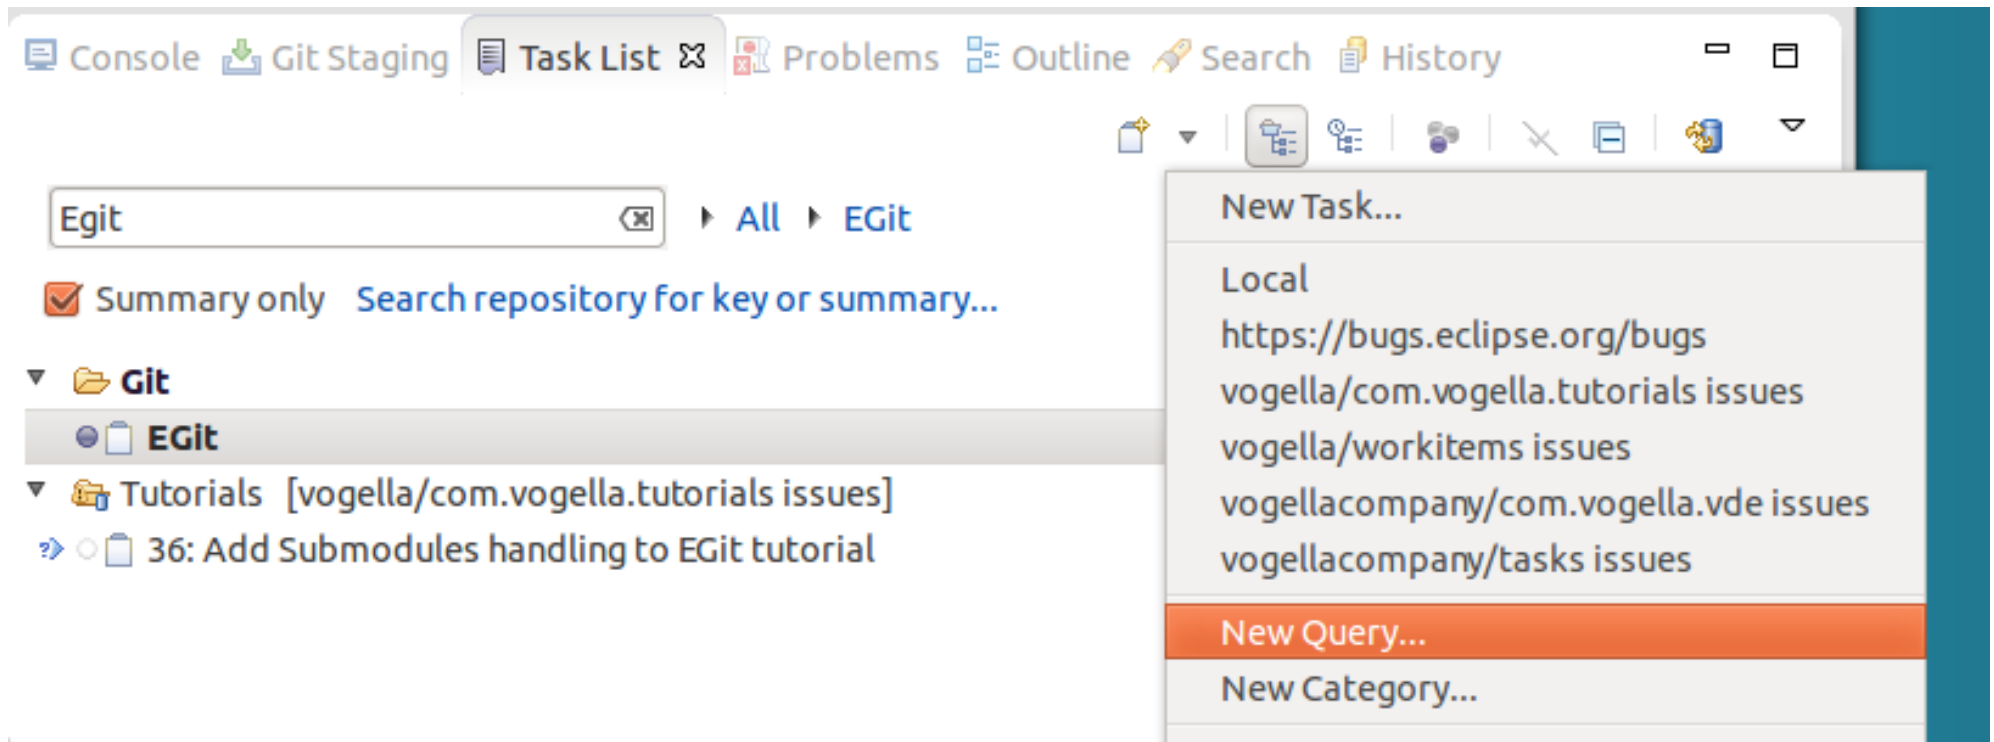 Console Git Staging Task List Problems Outline Search History
Egit All EGit
Summary only Search repository for key or summary...
Git
EGit
Tutorials [vogella/com.vogella.tutorials issues]
36: Add Submodules handling to EGit tutorial
New Task...
Local
https://bugs.eclipse.org/bugs
vogella/com.vogella.tutorials issues
vogella/workitems issues
vogellacompany/com.vogella.vde issues
vogellacompany/tasks issues
New Query...
New Category...